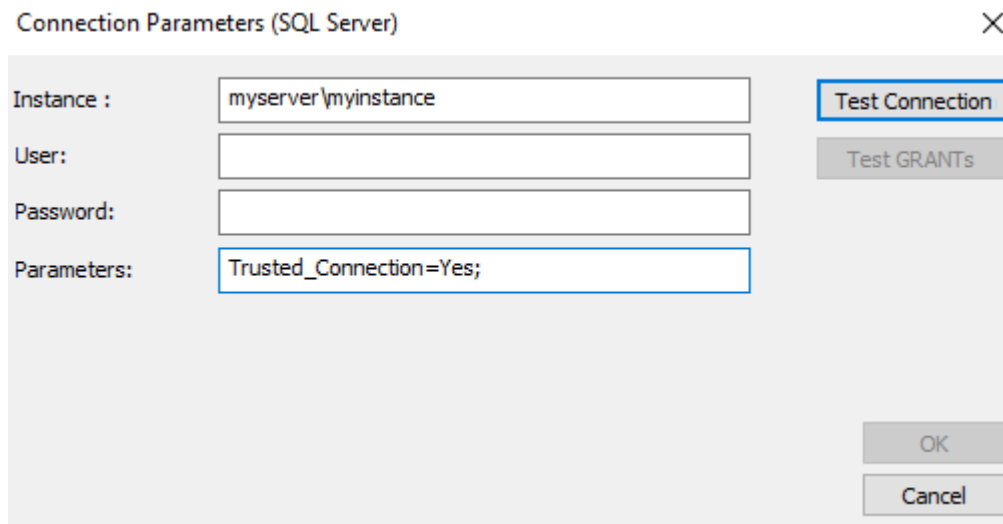 Connection Parameters (SQL Server)
Instance : myserver\myinstance Test Connection
User: Test GRANTs
Password:
Parameters: Trusted_Connection=Yes;
OK
Cancel